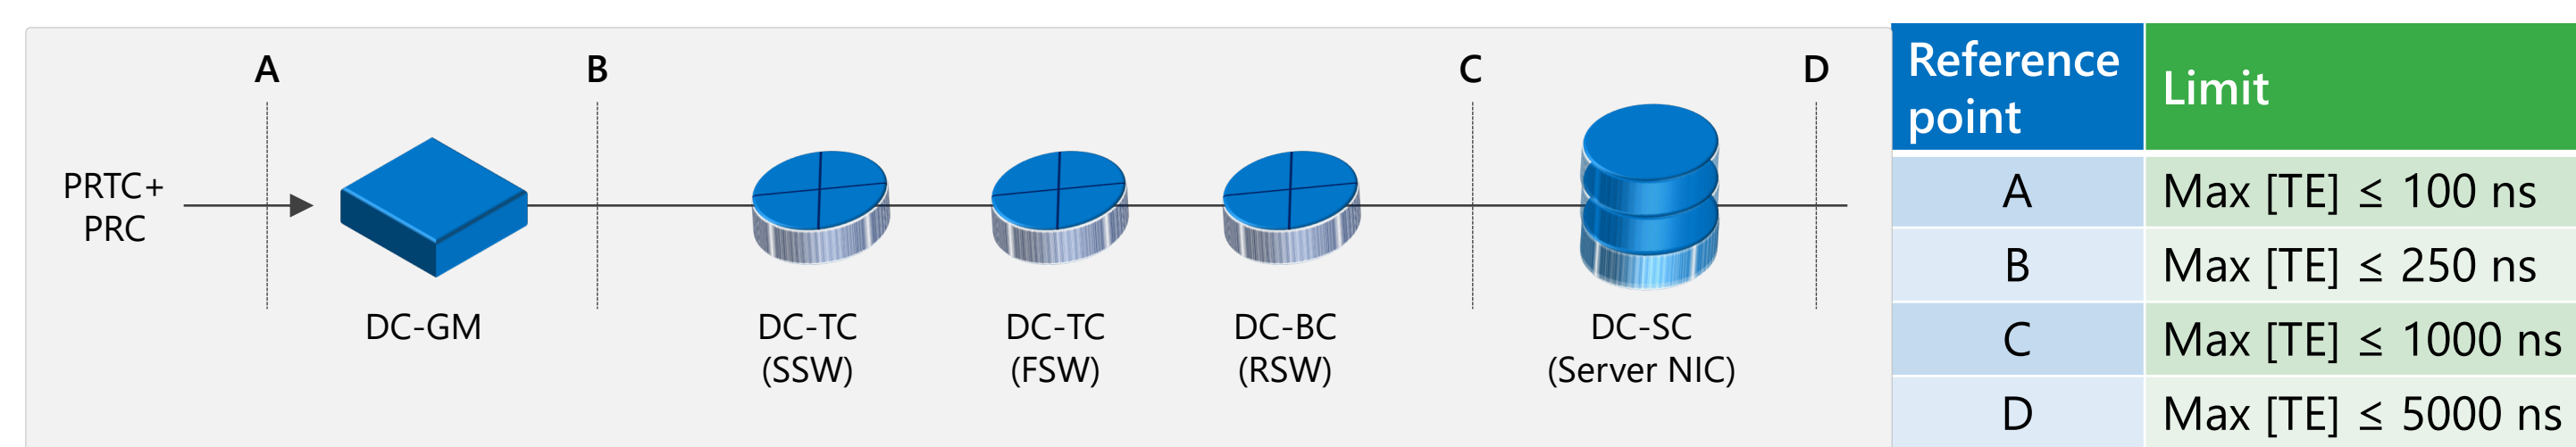 A
B
C
D
PRTC+
PRC
DC-GM
DC-TC
(SSW)
DC-TC
(FSW)
DC-BC
(RSW)
DC-SC
(Server NIC)
Reference
point
Limit
A
Max [TE] ≤ 100 ns
B
Max [TE] ≤ 250 ns
C
Max [TE] ≤ 1000 ns
D
Max [TE] ≤ 5000 ns